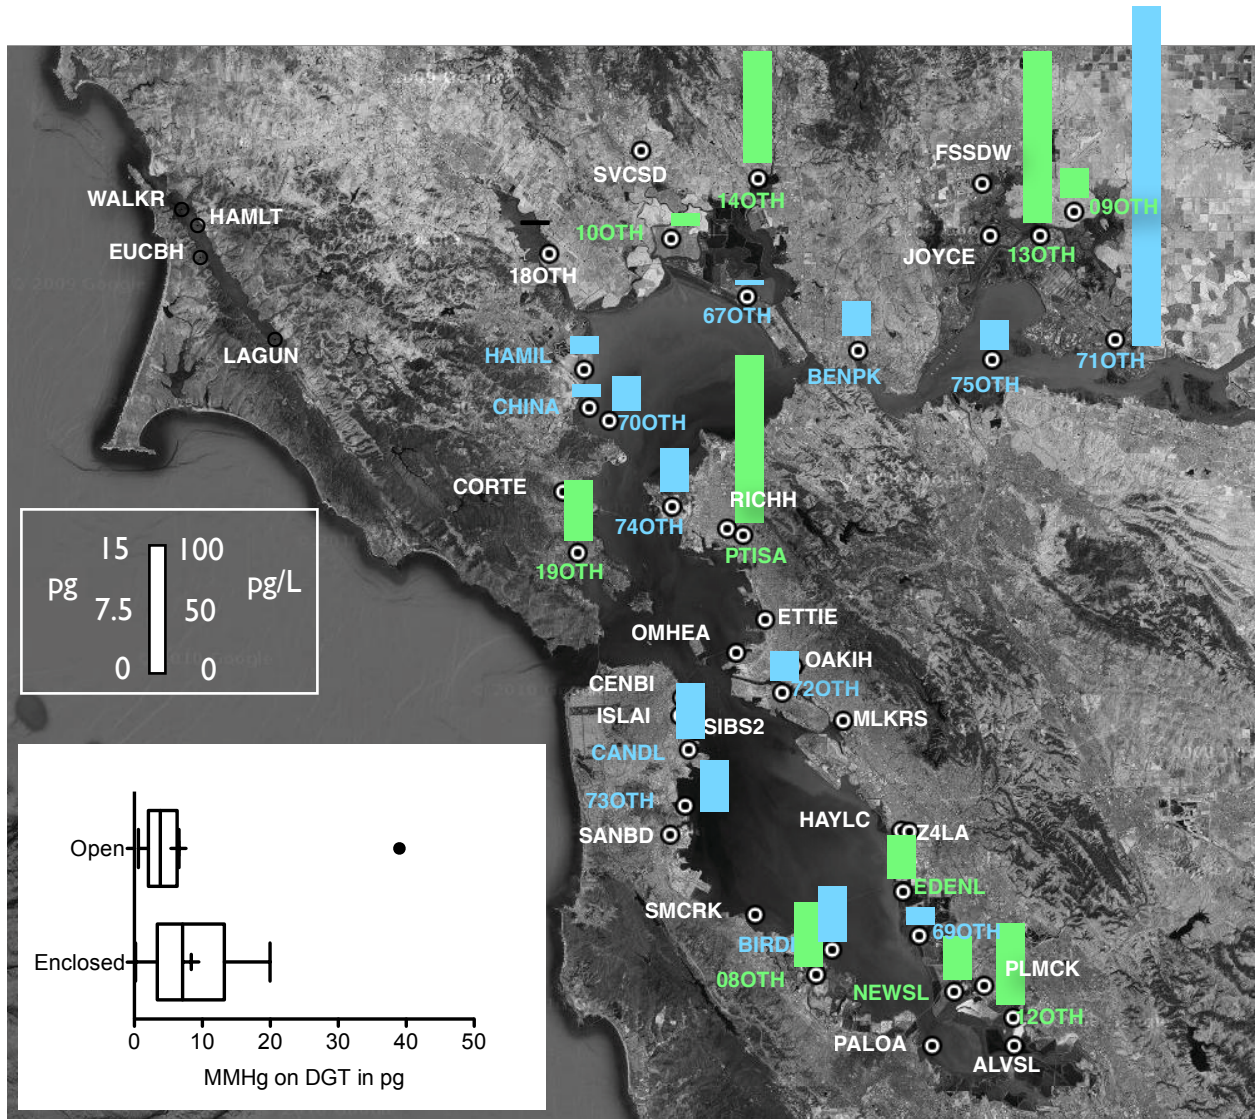 SVCSD
FSSDW
WALKR
HAMLT
14OTH
09OTH
10OTH
EUCBH
JOYCE
13OTH
18OTH
67OTH
LAGUN
HAMIL
BENPK
75OTH
71OTH
CHINA
70OTH
CORTE
RICHH
74OTH
PTISA
19OTH
15 100
pg 7.5 50 pg/L
0 0
ETTIE
OMHEA
OAKIH
CENBI
72OTH
ISLAI
SIBS2
MLKRS
CANDL
73OTH
HAYLC
Z4LA
SANBD
EDENL
SMCRK
69OTH
BIRDI
PLMCK
08OTH
NEWSL
12OTH
PALOA
ALVSL
Open
Enclosed
0 10 20 30 40 50
MMHg on DGT in pg